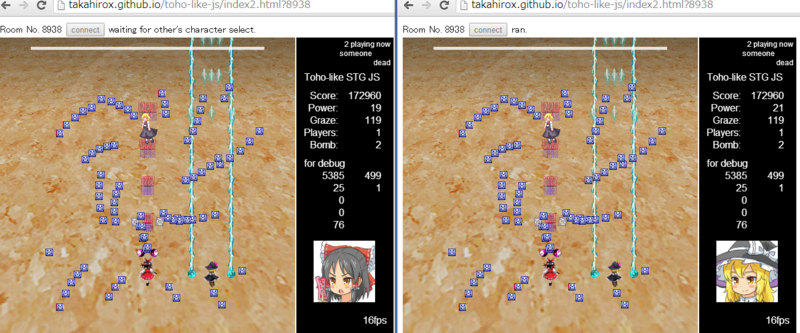 takahirox.github.io/toho-like-js/index2.html?8938
Room No. 8938 connect waiting for other's character select.
2 playing now
someone
dead
Toho-like STG JS
Score: 172960
Power: 19
Graze: 119
Players: 1
Bomb: 2
for debug
5385 499
25 1
0
0
76
16fps
takahirox.github.io/toho-like-js/index2.html?8938
Room No. 8938 connect ran.
2 playing now
someone
dead
Toho-like STG JS
Score: 172960
Power: 21
Graze: 119
Players: 1
Bomb: 2
for debug
5385 499
25 1
0
0
76
16fps